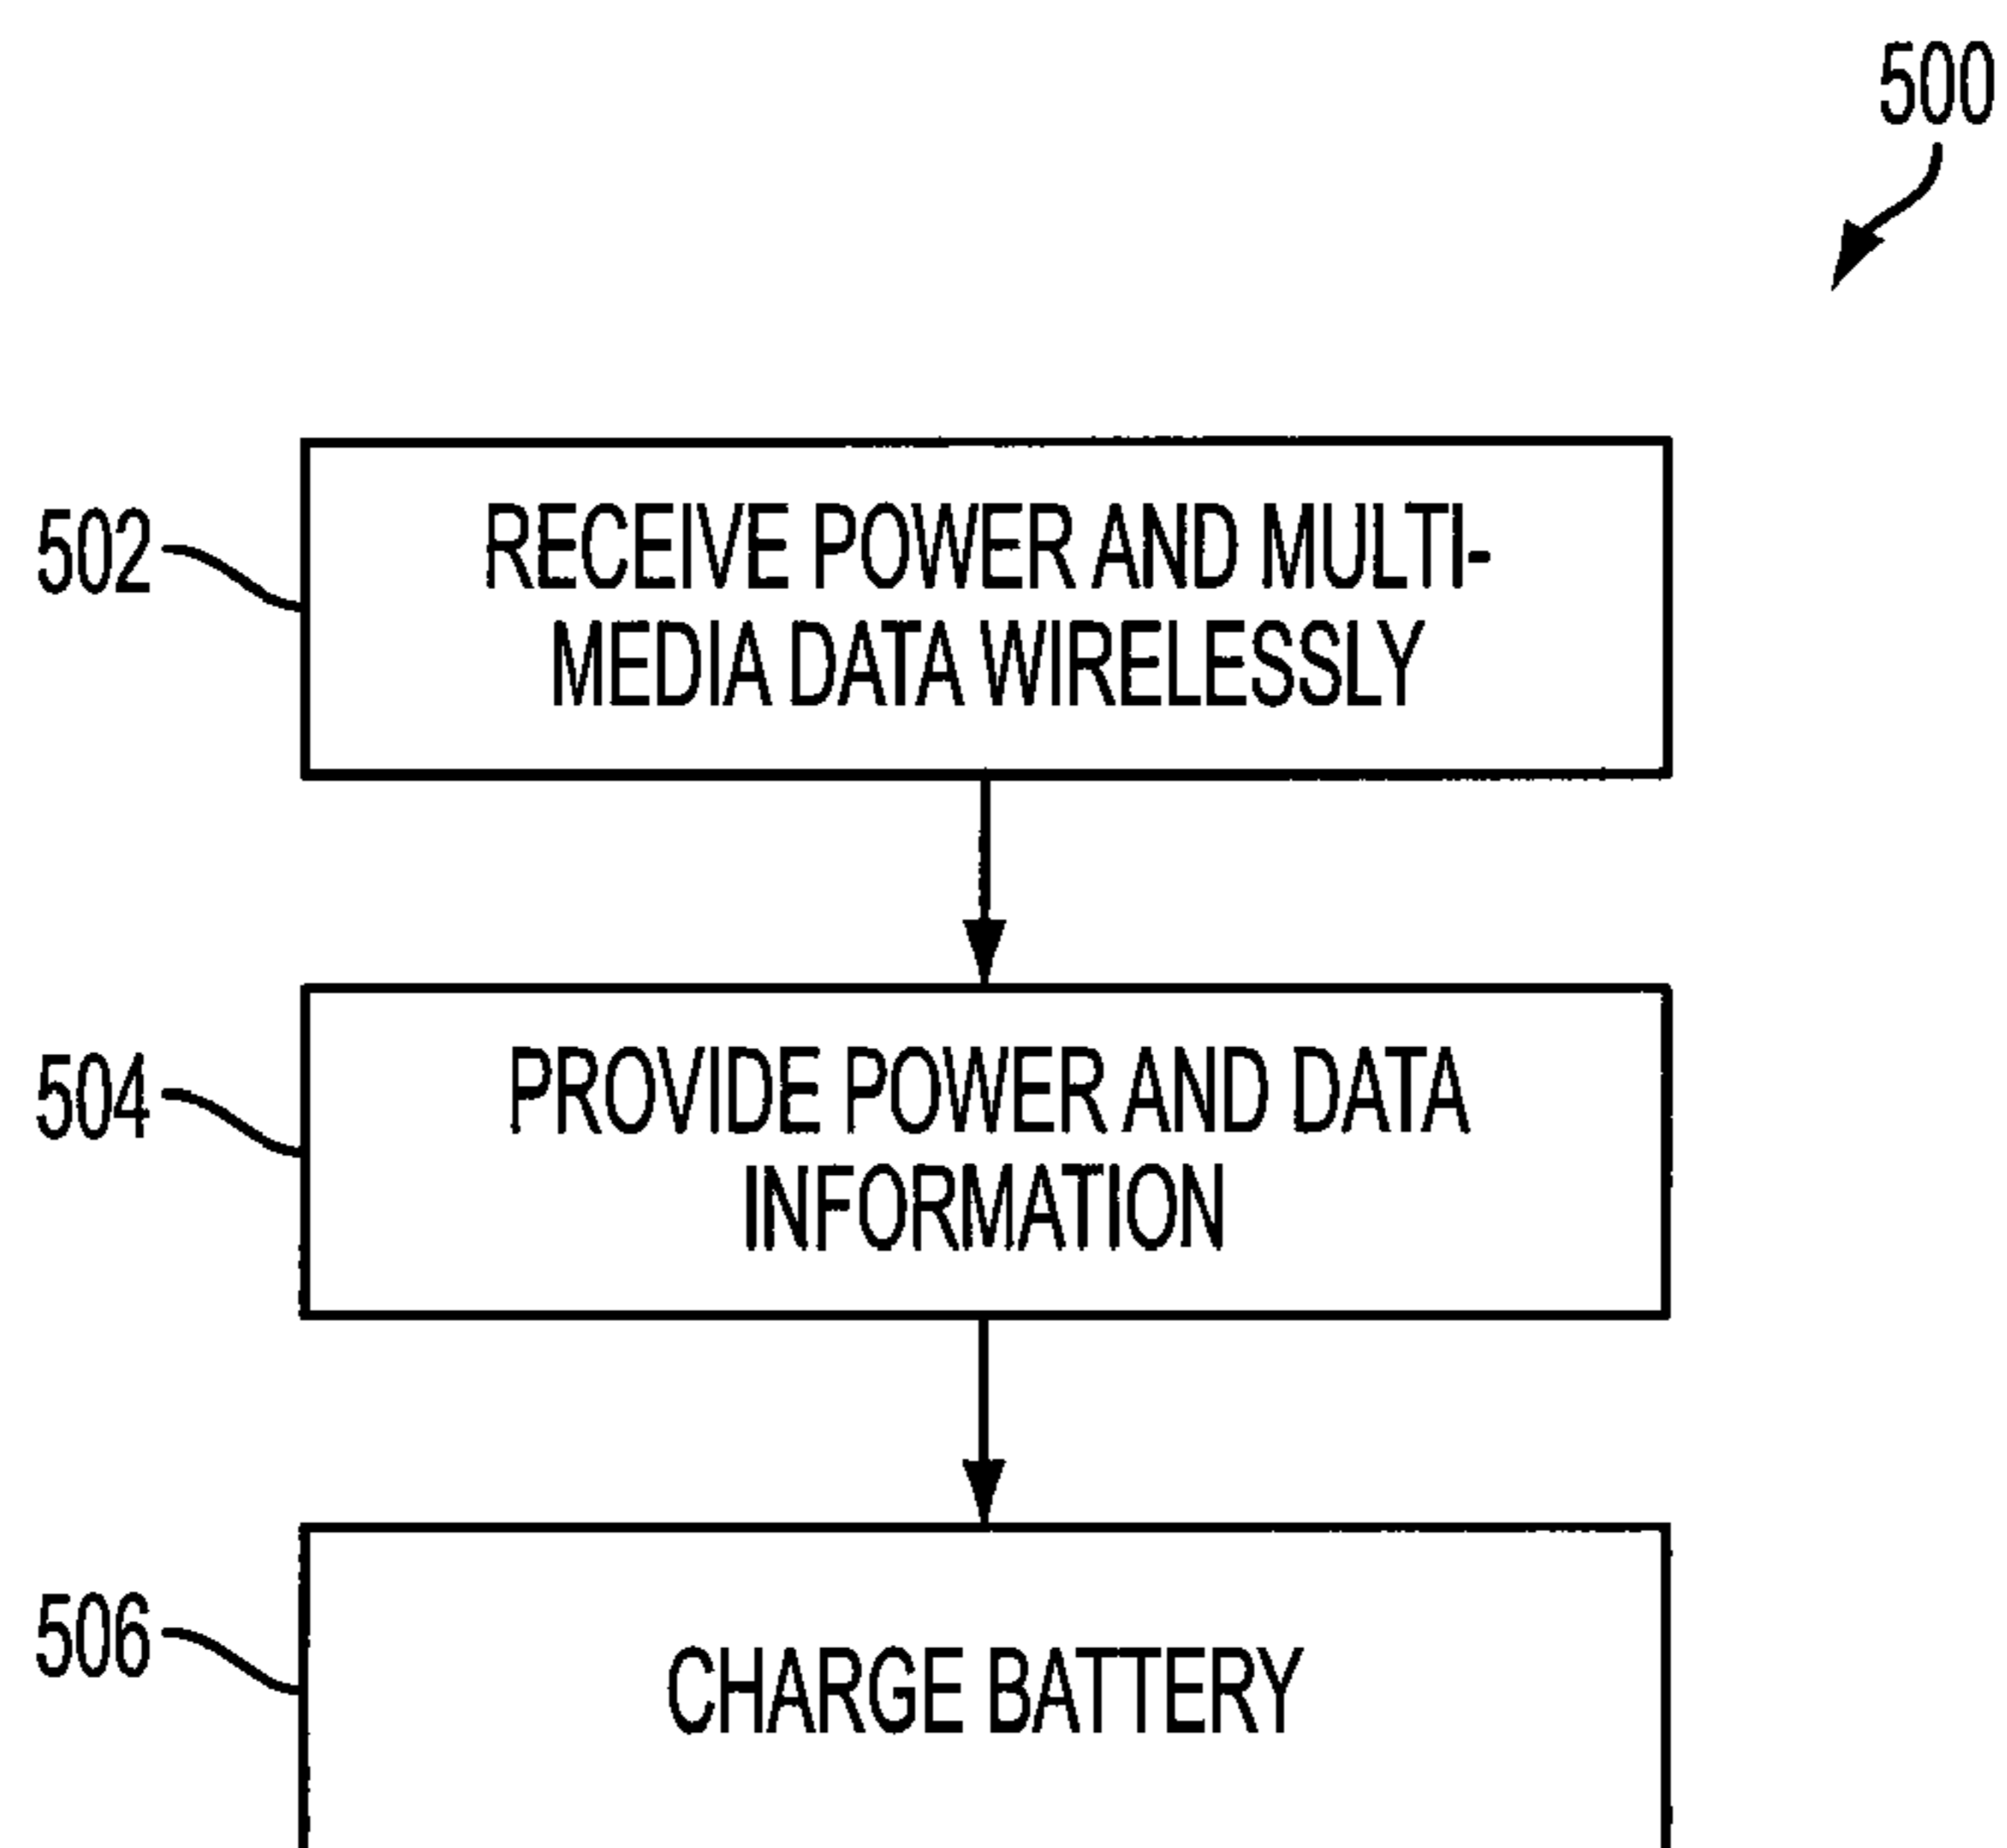 500
502
RECEIVE POWER AND MULTI-
MEDIA DATA WIRELESSLY
504
PROVIDE POWER AND DATA
INFORMATION
506
CHARGE BATTERY